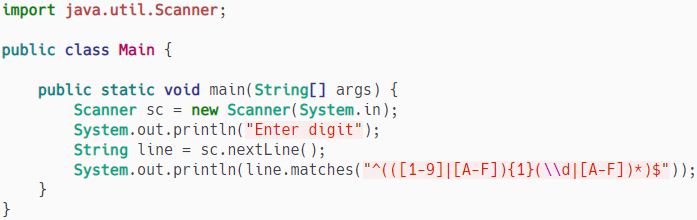 import java.util.Scanner;
public class Main {
public static void main(String[] args) {
Scanner sc = new Scanner(System.in);
System.out.println("Enter digit");
String line = sc.nextLine();
System.out.println(line.matches("^(([1-9]|[A-F]){1}(\\d|[A-F])*)$"));
}
}